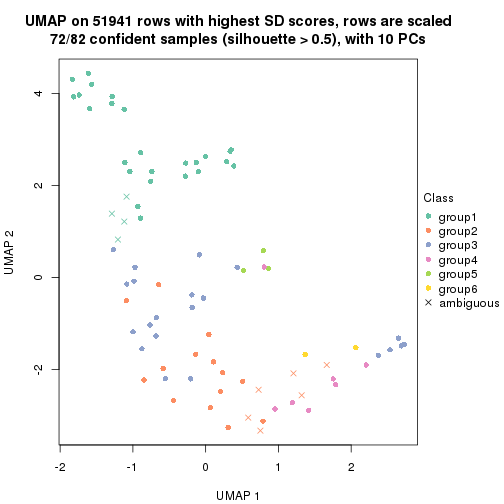 UMAP on 51941 rows with highest SD scores, rows are scaled
72/82 confident samples (silhouette > 0.5), with 10 PCs
4
2
0
-2
UMAP 2
-2
-1
0
1
2
UMAP 1
Class
group1
group2
group3
group4
group5
group6
ambiguous